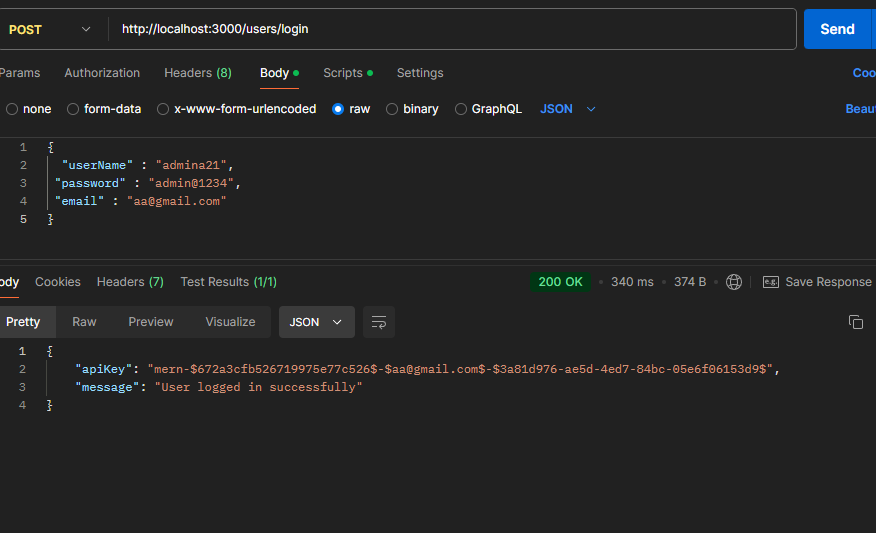 POST http://localhost:3000/users/login Send
Params Authorization Headers (8) Body Scripts Settings Coo
none form-data x-www-form-urlencoded raw binary GraphQL JSON Beau
1 {
2 "userName" : "admina21",
3 "password" : "admin@1234",
4 "email" : "aa@gmail.com"
5 }
ody Cookies Headers (7) Test Results (1/1) 200 OK 340 ms 374 B e.g. Save Response
Pretty Raw Preview Visualize JSON
1 {
2 "apiKey": "mern-$672a3cfb526719975e77c526$-$aa@gmail.com$-$3a81d976-ae5d-4ed7-84bc-05e6f06153d9$",
3 "message": "User logged in successfully"
4 }